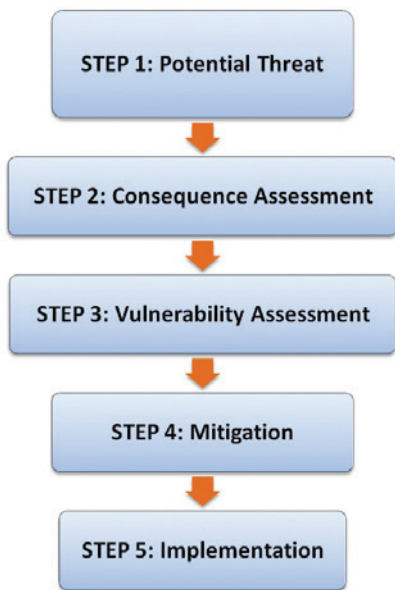 STEP 1: Potential Threat
STEP 2: Consequence Assessment
STEP 3: Vulnerability Assessment
STEP 4: Mitigation
STEP 5: Implementation